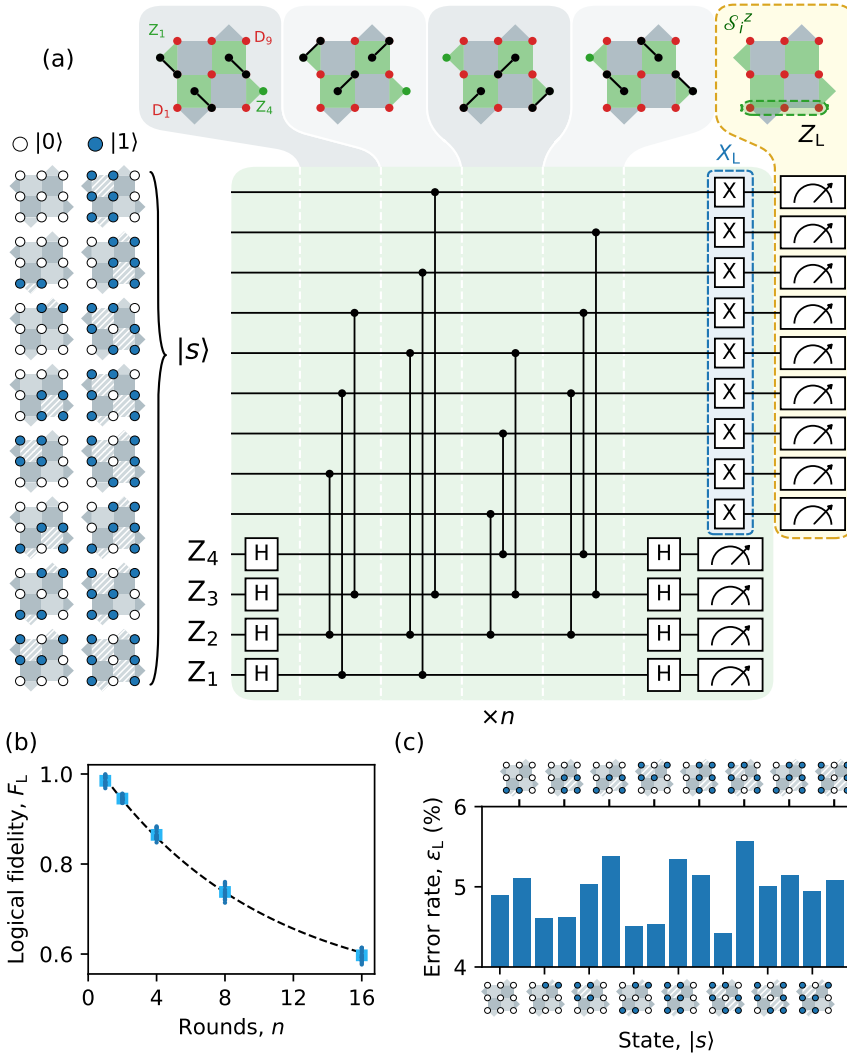 (a)
Z₁
D₉
D₁
Z₄
𝒮ᵢᶻ
Z_L
|0⟩
|1⟩
X_L
|s⟩
X
X
X
X
X
X
X
X
X
Z₄ H H
Z₃ H H
Z₂ H H
Z₁ H H
×n
(b)
Logical fidelity, F_L
1.0
0.8
0.6
0 4 8 12 16
Rounds, n
(c)
Error rate, ε_L (%)
6
5
4
State, |s⟩